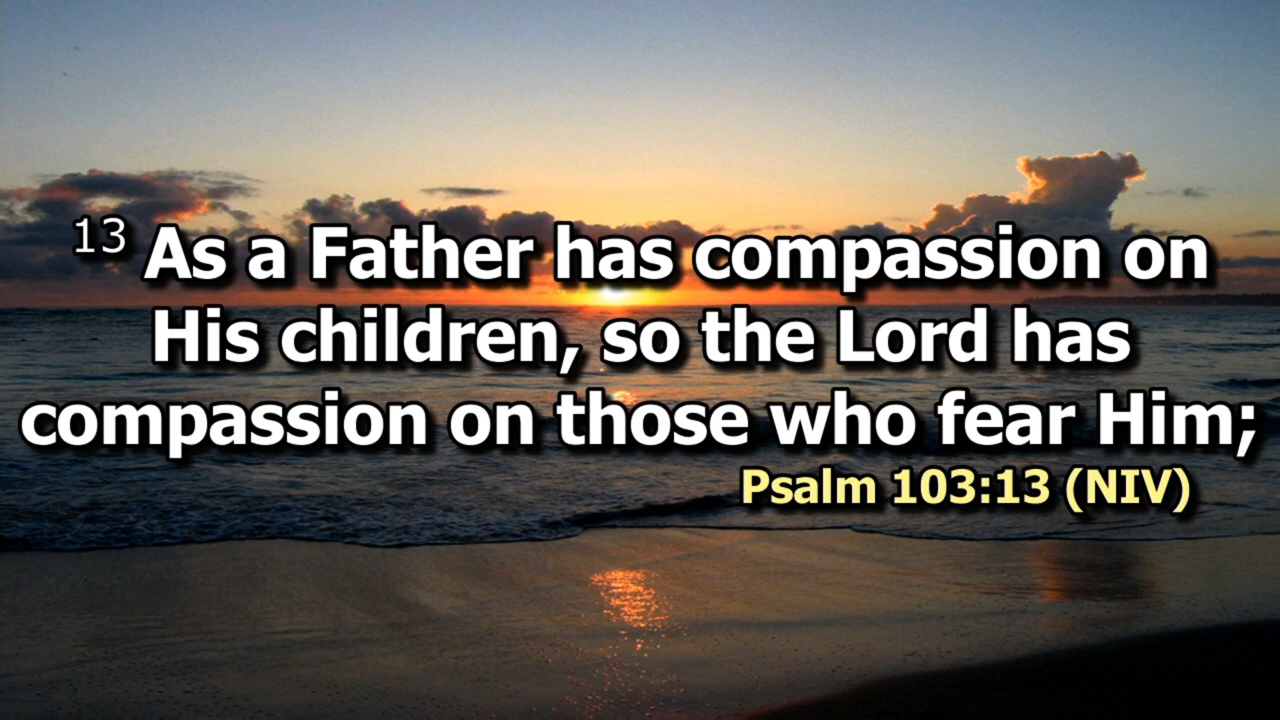 13 As a Father has compassion on
His children, so the Lord has
compassion on those who fear Him;
Psalm 103:13 (NIV)